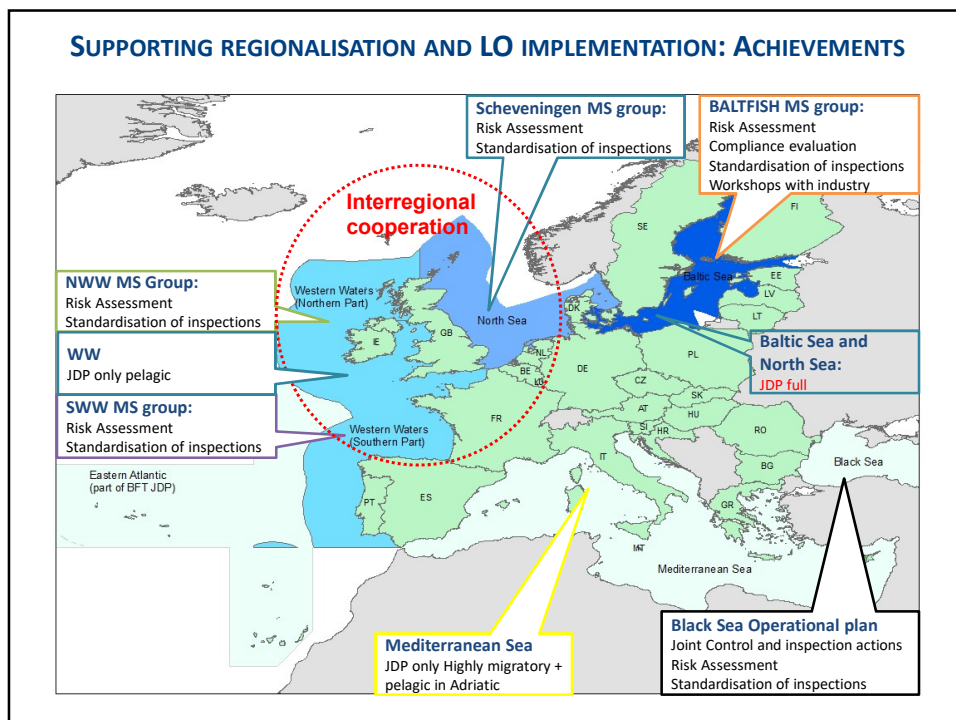 SUPPORTING REGIONALISATION AND LO IMPLEMENTATION: ACHIEVEMENTS
Scheveningen MS group:
Risk Assessment
Standardisation of inspections
BALTFISH MS group:
Risk Assessment
Compliance evaluation
Standardisation of inspections
Workshops with industry
Interregional
cooperation
NWW MS Group:
Risk Assessment
Standardisation of inspections
WW
JDP only pelagic
SWW MS group:
Risk Assessment
Standardisation of inspections
Western Waters
(Northern Part)
North Sea
Baltic Sea
SE
FI
EE
LV
LT
DK
IE
GB
NL
BE
LU
DE
PL
CZ
SK
AT
HU
SI
HR
RO
FR
IT
BG
GR
PT
ES
MT
Baltic Sea and
North Sea:
JDP full
Western Waters
(Southern Part)
Eastern Atlantic
(part of BFT JDP)
Black Sea
Mediterranean Sea
Mediterranean Sea
JDP only Highly migratory +
pelagic in Adriatic
Black Sea Operational plan
Joint Control and inspection actions
Risk Assessment
Standardisation of inspections